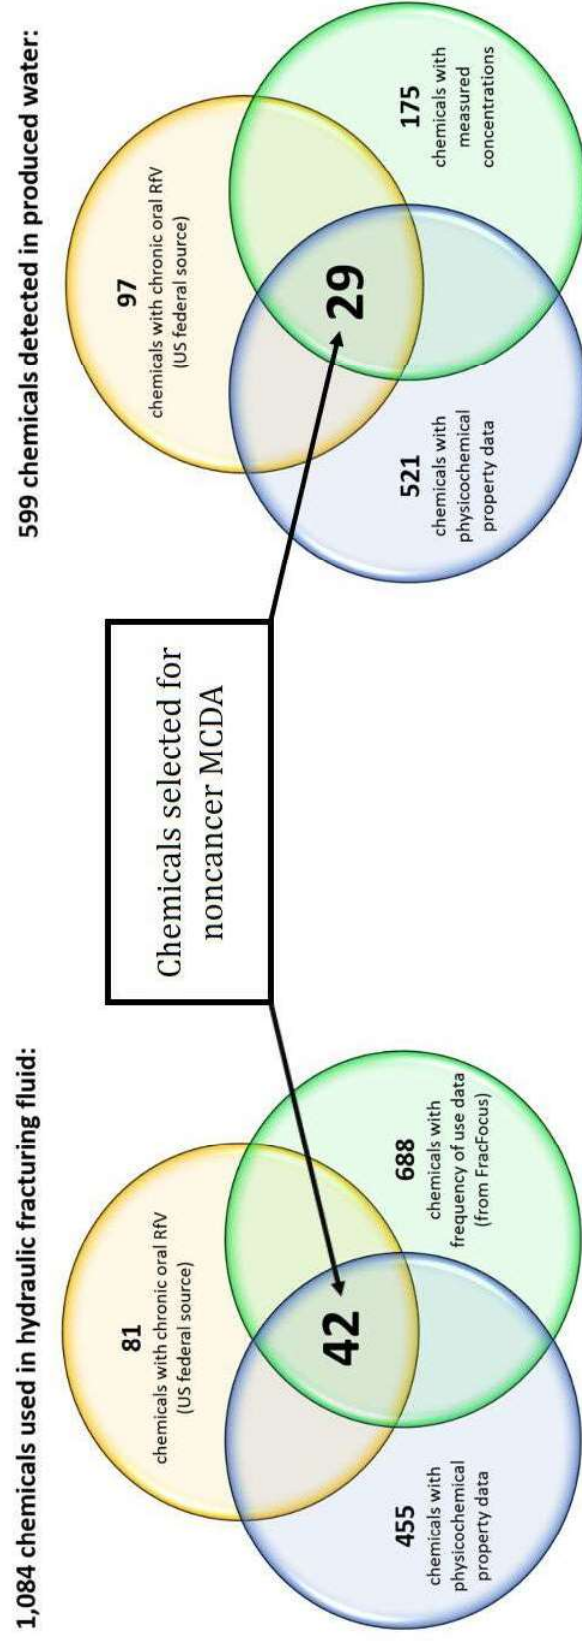 1,084 chemicals used in hydraulic fracturing fluid:
81
chemicals with chronic oral RfV
(US federal source)
42
455
chemicals with
physicochemical
property data
688
chemicals with
frequency of use data
(from FracFocus)
Chemicals selected for
noncancer MCDA
599 chemicals detected in produced water:
97
chemicals with chronic oral RfV
(US federal source)
29
521
chemicals with
physicochemical
property data
175
chemicals with
measured
concentrations